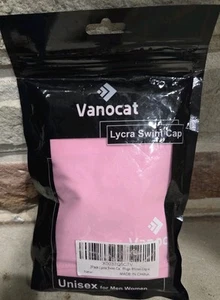 Vanocat
Lycra Swim Cap
MADE IN CHINA
Unisex for Men Women